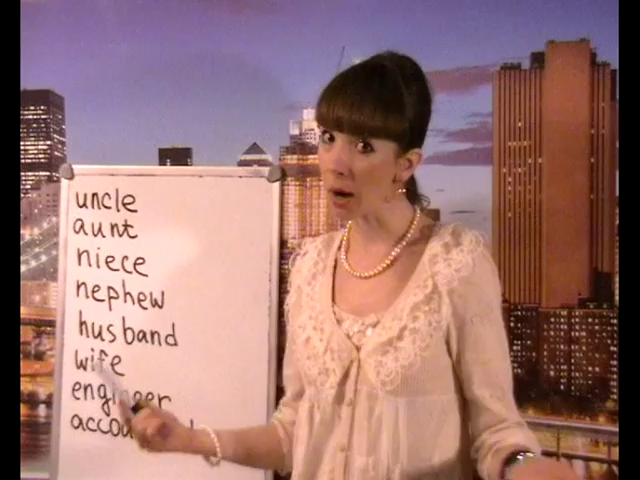 uncle
aunt
niece
nephew
husband
wife
engineer